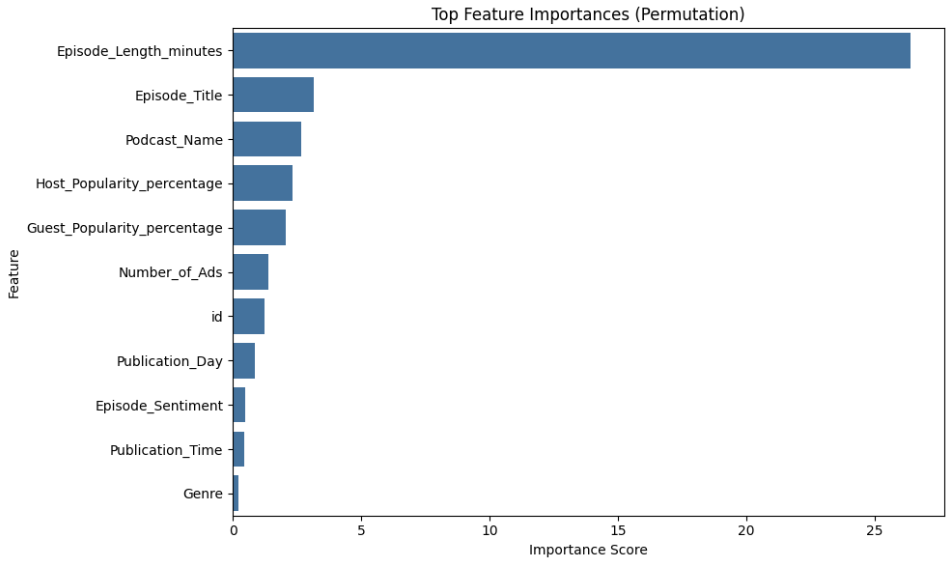 Top Feature Importances (Permutation)
Feature
Episode_Length_minutes
Episode_Title
Podcast_Name
Host_Popularity_percentage
Guest_Popularity_percentage
Number_of_Ads
id
Publication_Day
Episode_Sentiment
Publication_Time
Genre
0 5 10 15 20 25
Importance Score